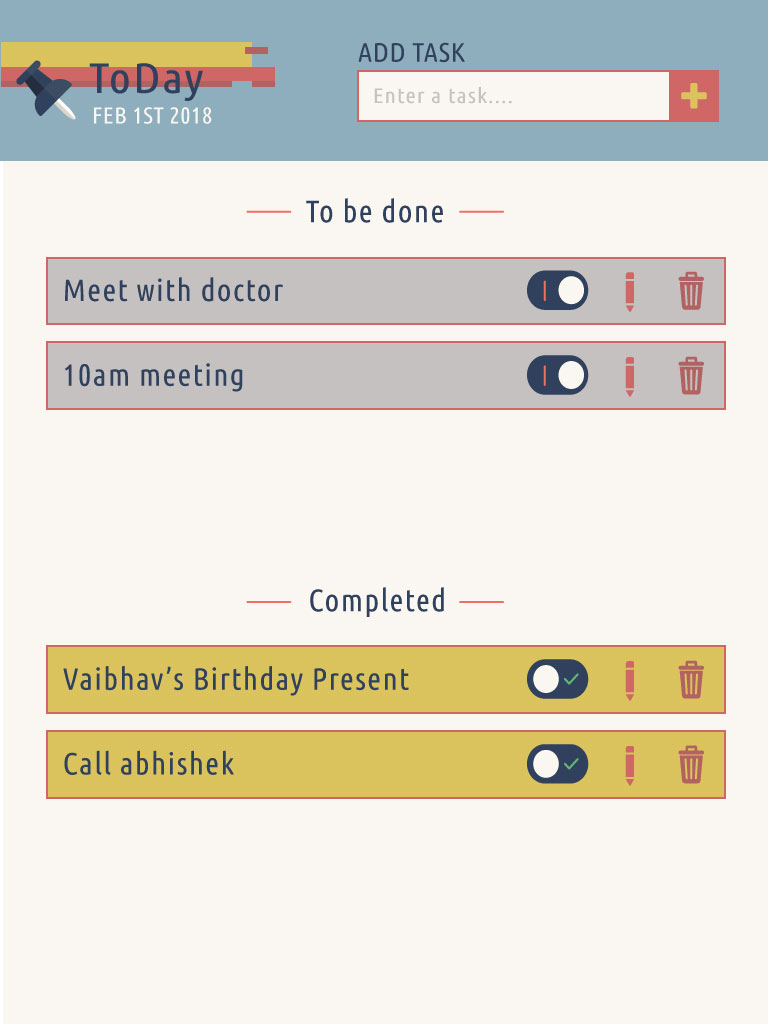 ToDay
FEB 1ST 2018
ADD TASK
Enter a task....
To be done
Meet with doctor
10am meeting
Completed
Vaibhav’s Birthday Present
Call abhishek